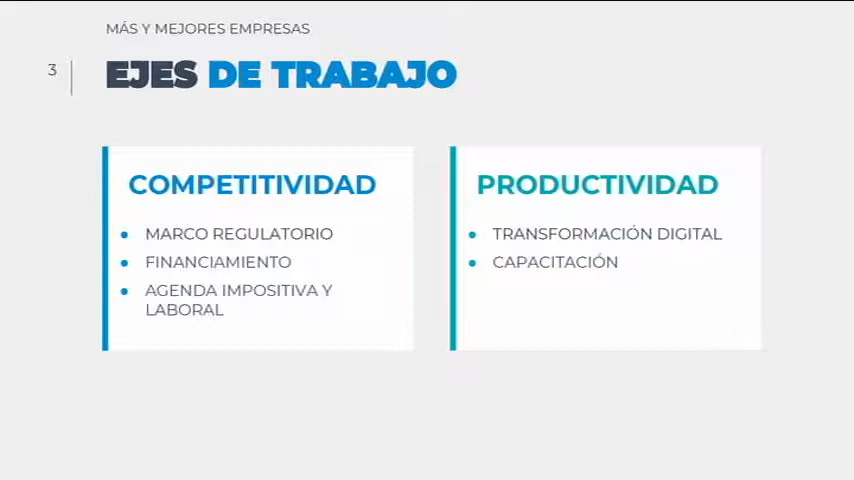 MÁS Y MEJORES EMPRESAS
3
EJES DE TRABAJO
COMPETITIVIDAD
• MARCO REGULATORIO
• FINANCIAMIENTO
• AGENDA IMPOSITIVA Y
LABORAL
PRODUCTIVIDAD
• TRANSFORMACIÓN DIGITAL
• CAPACITACIÓN